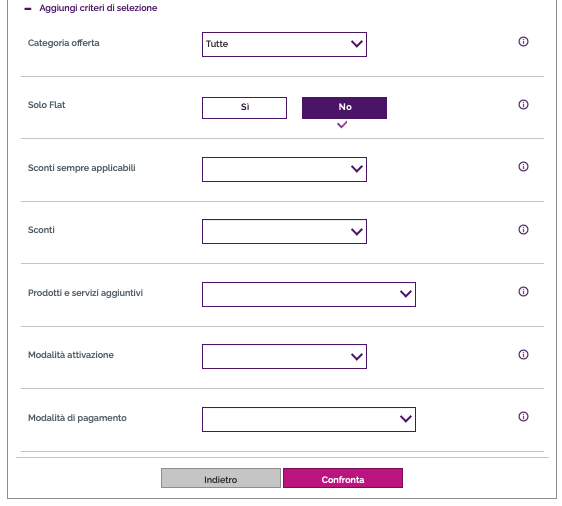 Aggiungi criteri di selezione
Categoria offerta
Tutte
Solo Flat
Sì
No
Sconti sempre applicabili
Sconti
Prodotti e servizi aggiuntivi
Modalità attivazione
Modalità di pagamento
Indietro
Confronta